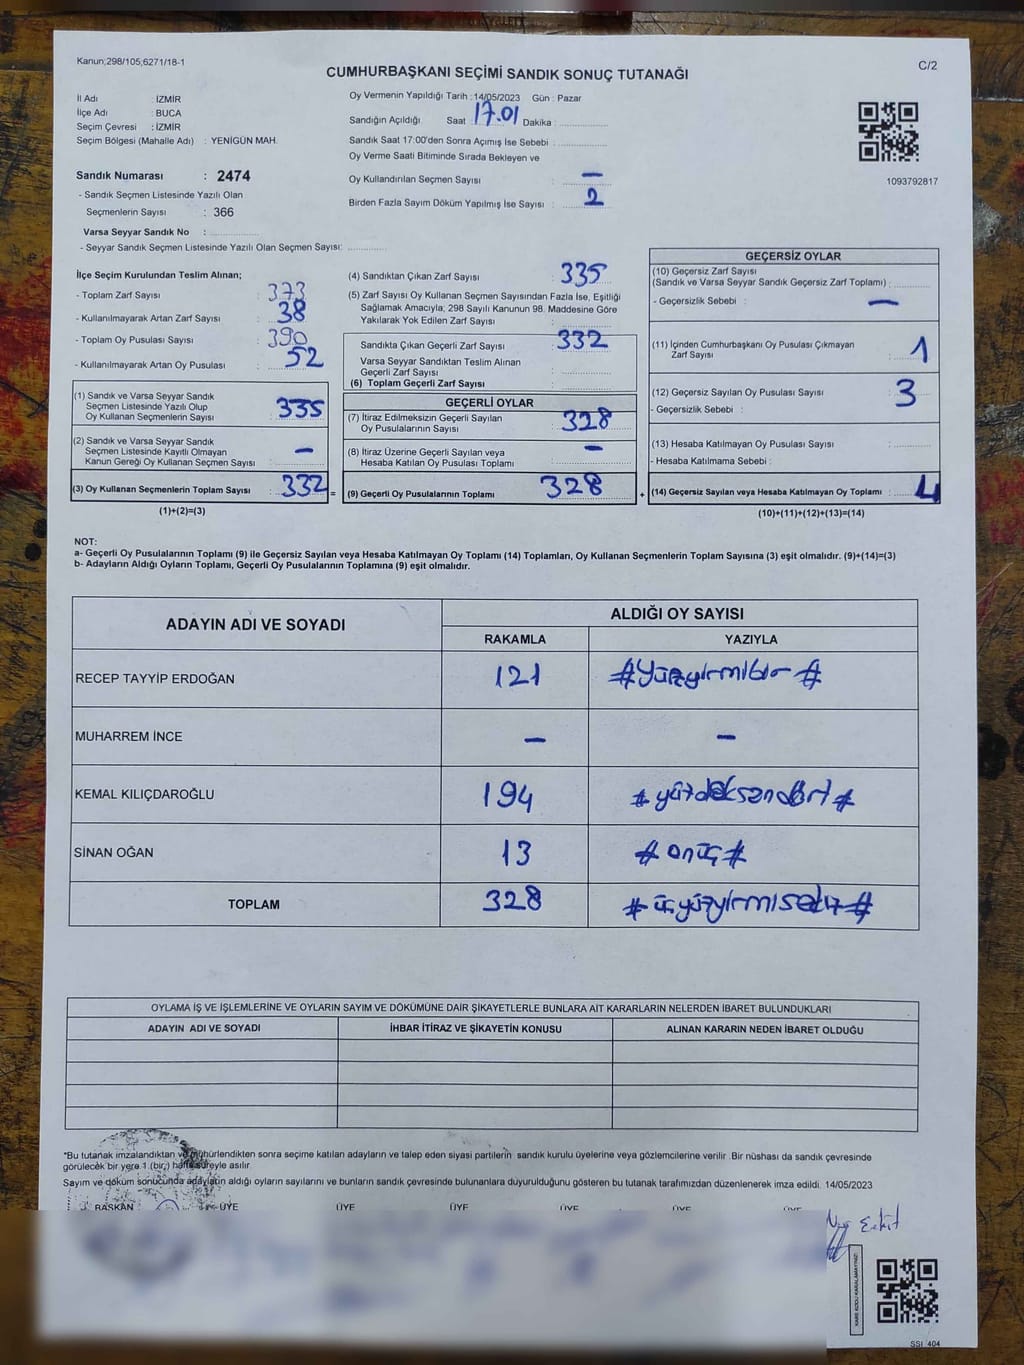 Kanun;298/105;6271/18-1
C/2
CUMHURBAŞKANI SEÇİMİ SANDIK SONUÇ TUTANAĞI
İl Adı : İZMİR
İlçe Adı : BUCA
Seçim Çevresi : İZMİR
Seçim Bölgesi (Mahalle Adı) : YENİGÜN MAH.
Sandık Numarası : 2474
- Sandık Seçmen Listesinde Yazılı Olan
Seçmenlerin Sayısı : 366
Varsa Seyyar Sandık No :
- Seyyar Sandık Seçmen Listesinde Yazılı Olan Seçmen Sayısı:
Oy Vermenin Yapıldığı Tarih : 14/05/2023 Gün : Pazar
Sandığın Açıldığı Saat : 17.01 Dakika :
Sandık Saat 17:00'den Sonra Açımış İse Sebebi :
Oy Verme Saati Bitiminde Sırada Bekleyen ve
Oy Kullandırılan Seçmen Sayısı : —
Birden Fazla Sayım Döküm Yapılmış İse Sayısı : 2
1093792817
İlçe Seçim Kurulundan Teslim Alınan;
- Toplam Zarf Sayısı : 373
- Kullanılmayarak Artan Zarf Sayısı : 38
- Toplam Oy Pusulası Sayısı : 390
- Kullanılmayarak Artan Oy Pusulası : 52
(1) Sandık ve Varsa Seyyar Sandık
Seçmen Listesinde Yazılı Olup
Oy Kullanan Seçmenlerin Sayısı : 335
(2) Sandık ve Varsa Seyyar Sandık
Seçmen Listesinde Kayıtlı Olmayan
Kanun Gereği Oy Kullanan Seçmen Sayısı : —
(3) Oy Kullanan Seçmenlerin Toplam Sayısı : 332 =
(1)+(2)=(3)
(4) Sandıktan Çıkan Zarf Sayısı : 335
(5) Zarf Sayısı Oy Kullanan Seçmen Sayısından Fazla İse, Eşitliği
Sağlamak Amacıyla; 298 Sayılı Kanunun 98. Maddesine Göre
Yakılarak Yok Edilen Zarf Sayısı :
Sandıkta Çıkan Geçerli Zarf Sayısı : 332
Varsa Seyyar Sandıktan Teslim Alınan
Geçerli Zarf Sayısı :
(6) Toplam Geçerli Zarf Sayısı :
GEÇERLİ OYLAR
(7) İtiraz Edilmeksizin Geçerli Sayılan
Oy Pusulalarının Sayısı : 328
(8) İtiraz Üzerine Geçerli Sayılan veya
Hesaba Katılan Oy Pusulası Toplamı : —
(9) Geçerli Oy Pusulalarının Toplamı : 328 +
GEÇERSİZ OYLAR
(10) Geçersiz Zarf Sayısı
(Sandık ve Varsa Seyyar Sandık Geçersiz Zarf Toplamı) :
- Geçersizlik Sebebi : —
(11) İçinden Cumhurbaşkanı Oy Pusulası Çıkmayan
Zarf Sayısı : 1
(12) Geçersiz Sayılan Oy Pusulası Sayısı : 3
- Geçersizlik Sebebi :
(13) Hesaba Katılmayan Oy Pusulası Sayısı :
- Hesaba Katılmama Sebebi :
(14) Geçersiz Sayılan veya Hesaba Katılmayan Oy Toplamı : 4
(10)+(11)+(12)+(13)=(14)
NOT:
a- Geçerli Oy Pusulalarının Toplamı (9) ile Geçersiz Sayılan veya Hesaba Katılmayan Oy Toplamı (14) Toplamları, Oy Kullanan Seçmenlerin Toplam Sayısına (3) eşit olmalıdır. (9)+(14)=(3)
b- Adayların Aldığı Oyların Toplamı, Geçerli Oy Pusulalarının Toplamına (9) eşit olmalıdır.
ADAYIN ADI VE SOYADI ALDIĞI OY SAYISI
RAKAMLA YAZIYLA
RECEP TAYYİP ERDOĞAN 121 #yüzyirmibir#
MUHARREM İNCE — —
KEMAL KILIÇDAROĞLU 194 #yüzdoksandört#
SİNAN OĞAN 13 #onüç#
TOPLAM 328 #üçyüzyirmisekiz#
OYLAMA İŞ VE İŞLEMLERİNE VE OYLARIN SAYIM VE DÖKÜMÜNE DAİR ŞİKAYETLERLE BUNLARA AİT KARARLARIN NELERDEN İBARET BULUNDUKLARI
ADAYIN ADI VE SOYADI İHBAR İTİRAZ VE ŞİKAYETİN KONUSU ALINAN KARARIN NEDEN İBARET OLDUĞU
*Bu tutanak imzalandıktan ve mühürlendikten sonra seçime katılan adayların ve talep eden siyasi partilerin sandık kurulu üyelerine veya gözlemcilerine verilir. Bir nüshası da sandık çevresinde
görülecek bir yere 1 (bir) hafta süreyle asılır.
Sayım ve döküm sonucunda adayların aldığı oyların sayılarını ve bunların sandık çevresinde bulunanlara duyurulduğunu gösteren bu tutanak tarafımızdan düzenlenerek imza edildi. 14/05/2023
BAŞKAN ÜYE ÜYE ÜYE ÜYE ÜYE ÜYE
KARE KODU KARALAMAYINIZ!
SSI 404